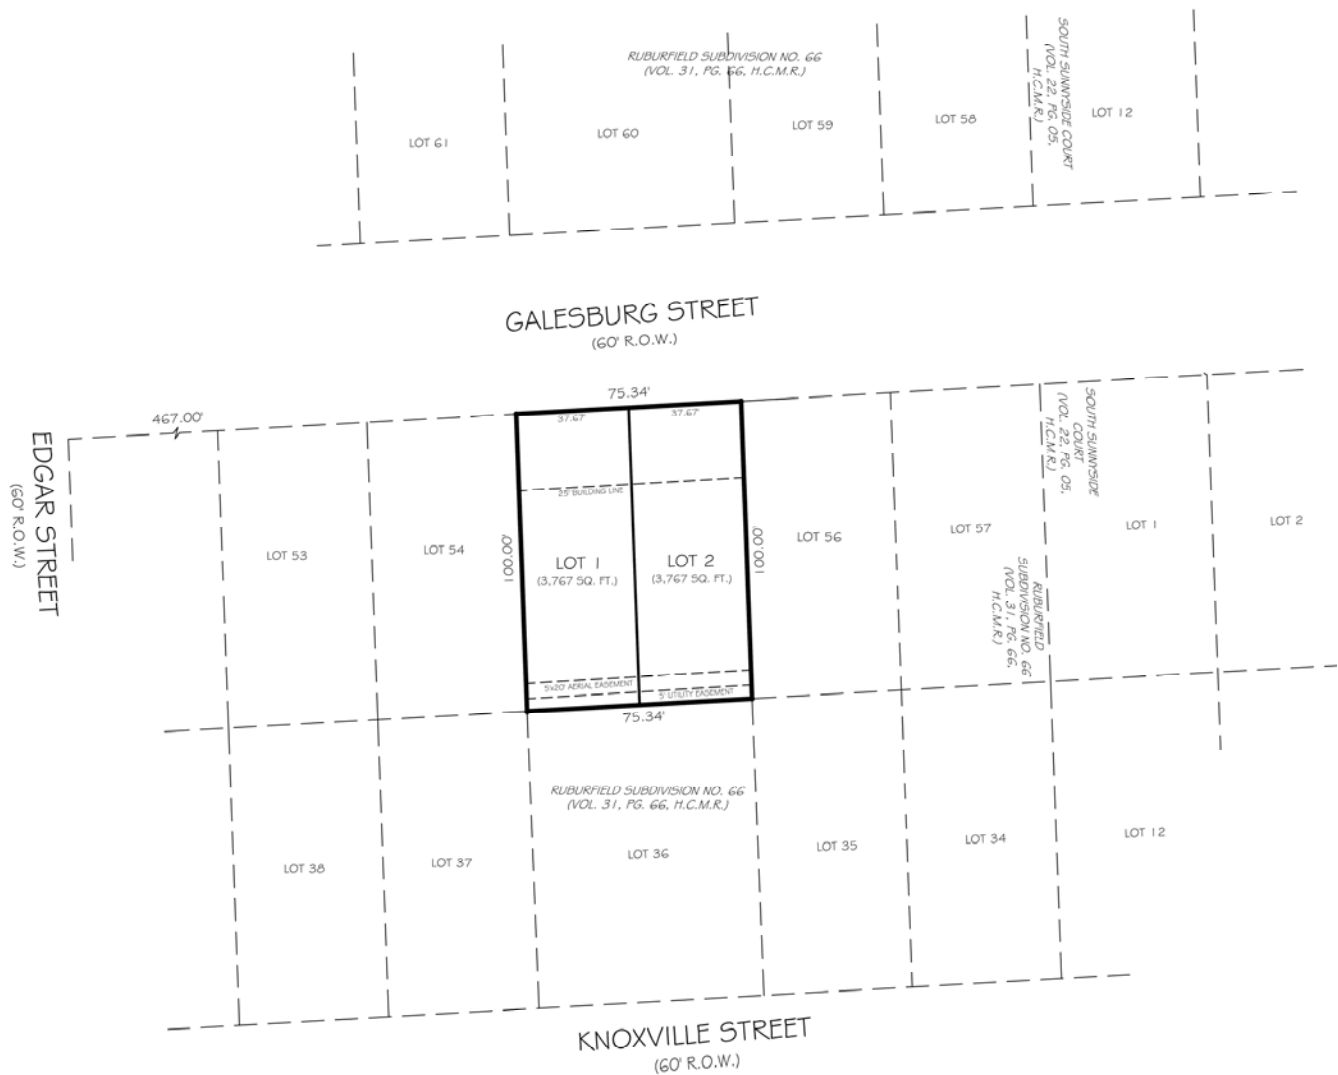 RUBURFIELD SUBDIVISION NO. 66
(VOL. 31, PG. 66, H.C.M.R.)
SOUTH SUNNYSIDE COURT
(VOL. 22, PG. 05,
H.C.M.R.)
LOT 61
LOT 60
LOT 59
LOT 58
LOT 12
GALESBURG STREET
(60' R.O.W.)
467.00'
75.34'
37.67'
37.67'
EDGAR STREET
(60' R.O.W.)
25' BUILDING LINE
SOUTH SUNNYSIDE
COURT
(VOL. 22, PG. 05,
H.C.M.R.)
LOT 53
LOT 54
100.00'
LOT 1
(3,767 SQ. FT.)
LOT 2
(3,767 SQ. FT.)
100.00'
LOT 56
LOT 57
LOT 1
LOT 2
RUBURFIELD
SUBDIVISION NO. 66
(VOL. 31, PG. 66,
H.C.M.R.)
5'x20' AERIAL EASEMENT
5' UTILITY EASEMENT
75.34'
RUBURFIELD SUBDIVISION NO. 66
(VOL. 31, PG. 66, H.C.M.R.)
LOT 38
LOT 37
LOT 36
LOT 35
LOT 34
LOT 12
KNOXVILLE STREET
(60' R.O.W.)